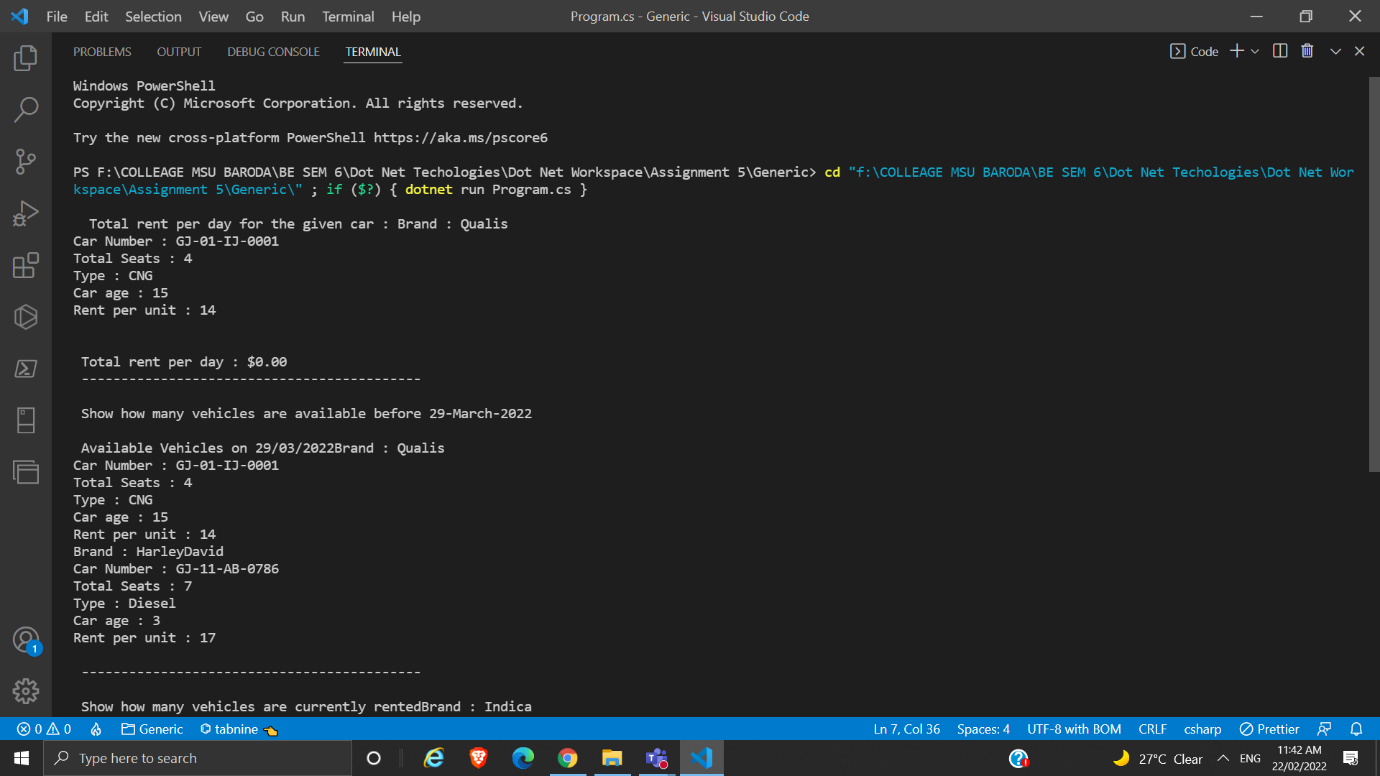 File Edit Selection View Go Run Terminal Help Program.cs - Generic - Visual Studio Code
PROBLEMS OUTPUT DEBUG CONSOLE TERMINAL Code
Windows PowerShell
Copyright (C) Microsoft Corporation. All rights reserved.
Try the new cross-platform PowerShell https://aka.ms/pscore6
PS F:\COLLEAGE MSU BARODA\BE SEM 6\Dot Net Techologies\Dot Net Workspace\Assignment 5\Generic> cd "f:\COLLEAGE MSU BARODA\BE SEM 6\Dot Net Techologies\Dot Net Wor
kspace\Assignment 5\Generic\" ; if ($?) { dotnet run Program.cs }
Total rent per day for the given car : Brand : Qualis
Car Number : GJ-01-IJ-0001
Total Seats : 4
Type : CNG
Car age : 15
Rent per unit : 14
Total rent per day : $0.00
-------------------------------------------
Show how many vehicles are available before 29-March-2022
Available Vehicles on 29/03/2022Brand : Qualis
Car Number : GJ-01-IJ-0001
Total Seats : 4
Type : CNG
Car age : 15
Rent per unit : 14
Brand : HarleyDavid
Car Number : GJ-11-AB-0786
Total Seats : 7
Type : Diesel
Car age : 3
Rent per unit : 17
-------------------------------------------
Show how many vehicles are currently rentedBrand : Indica
1
0 0 Generic tabnine Ln 7, Col 36 Spaces: 4 UTF-8 with BOM CRLF csharp Prettier
Type here to search 27°C Clear ENG 11:42 AM
22/02/2022